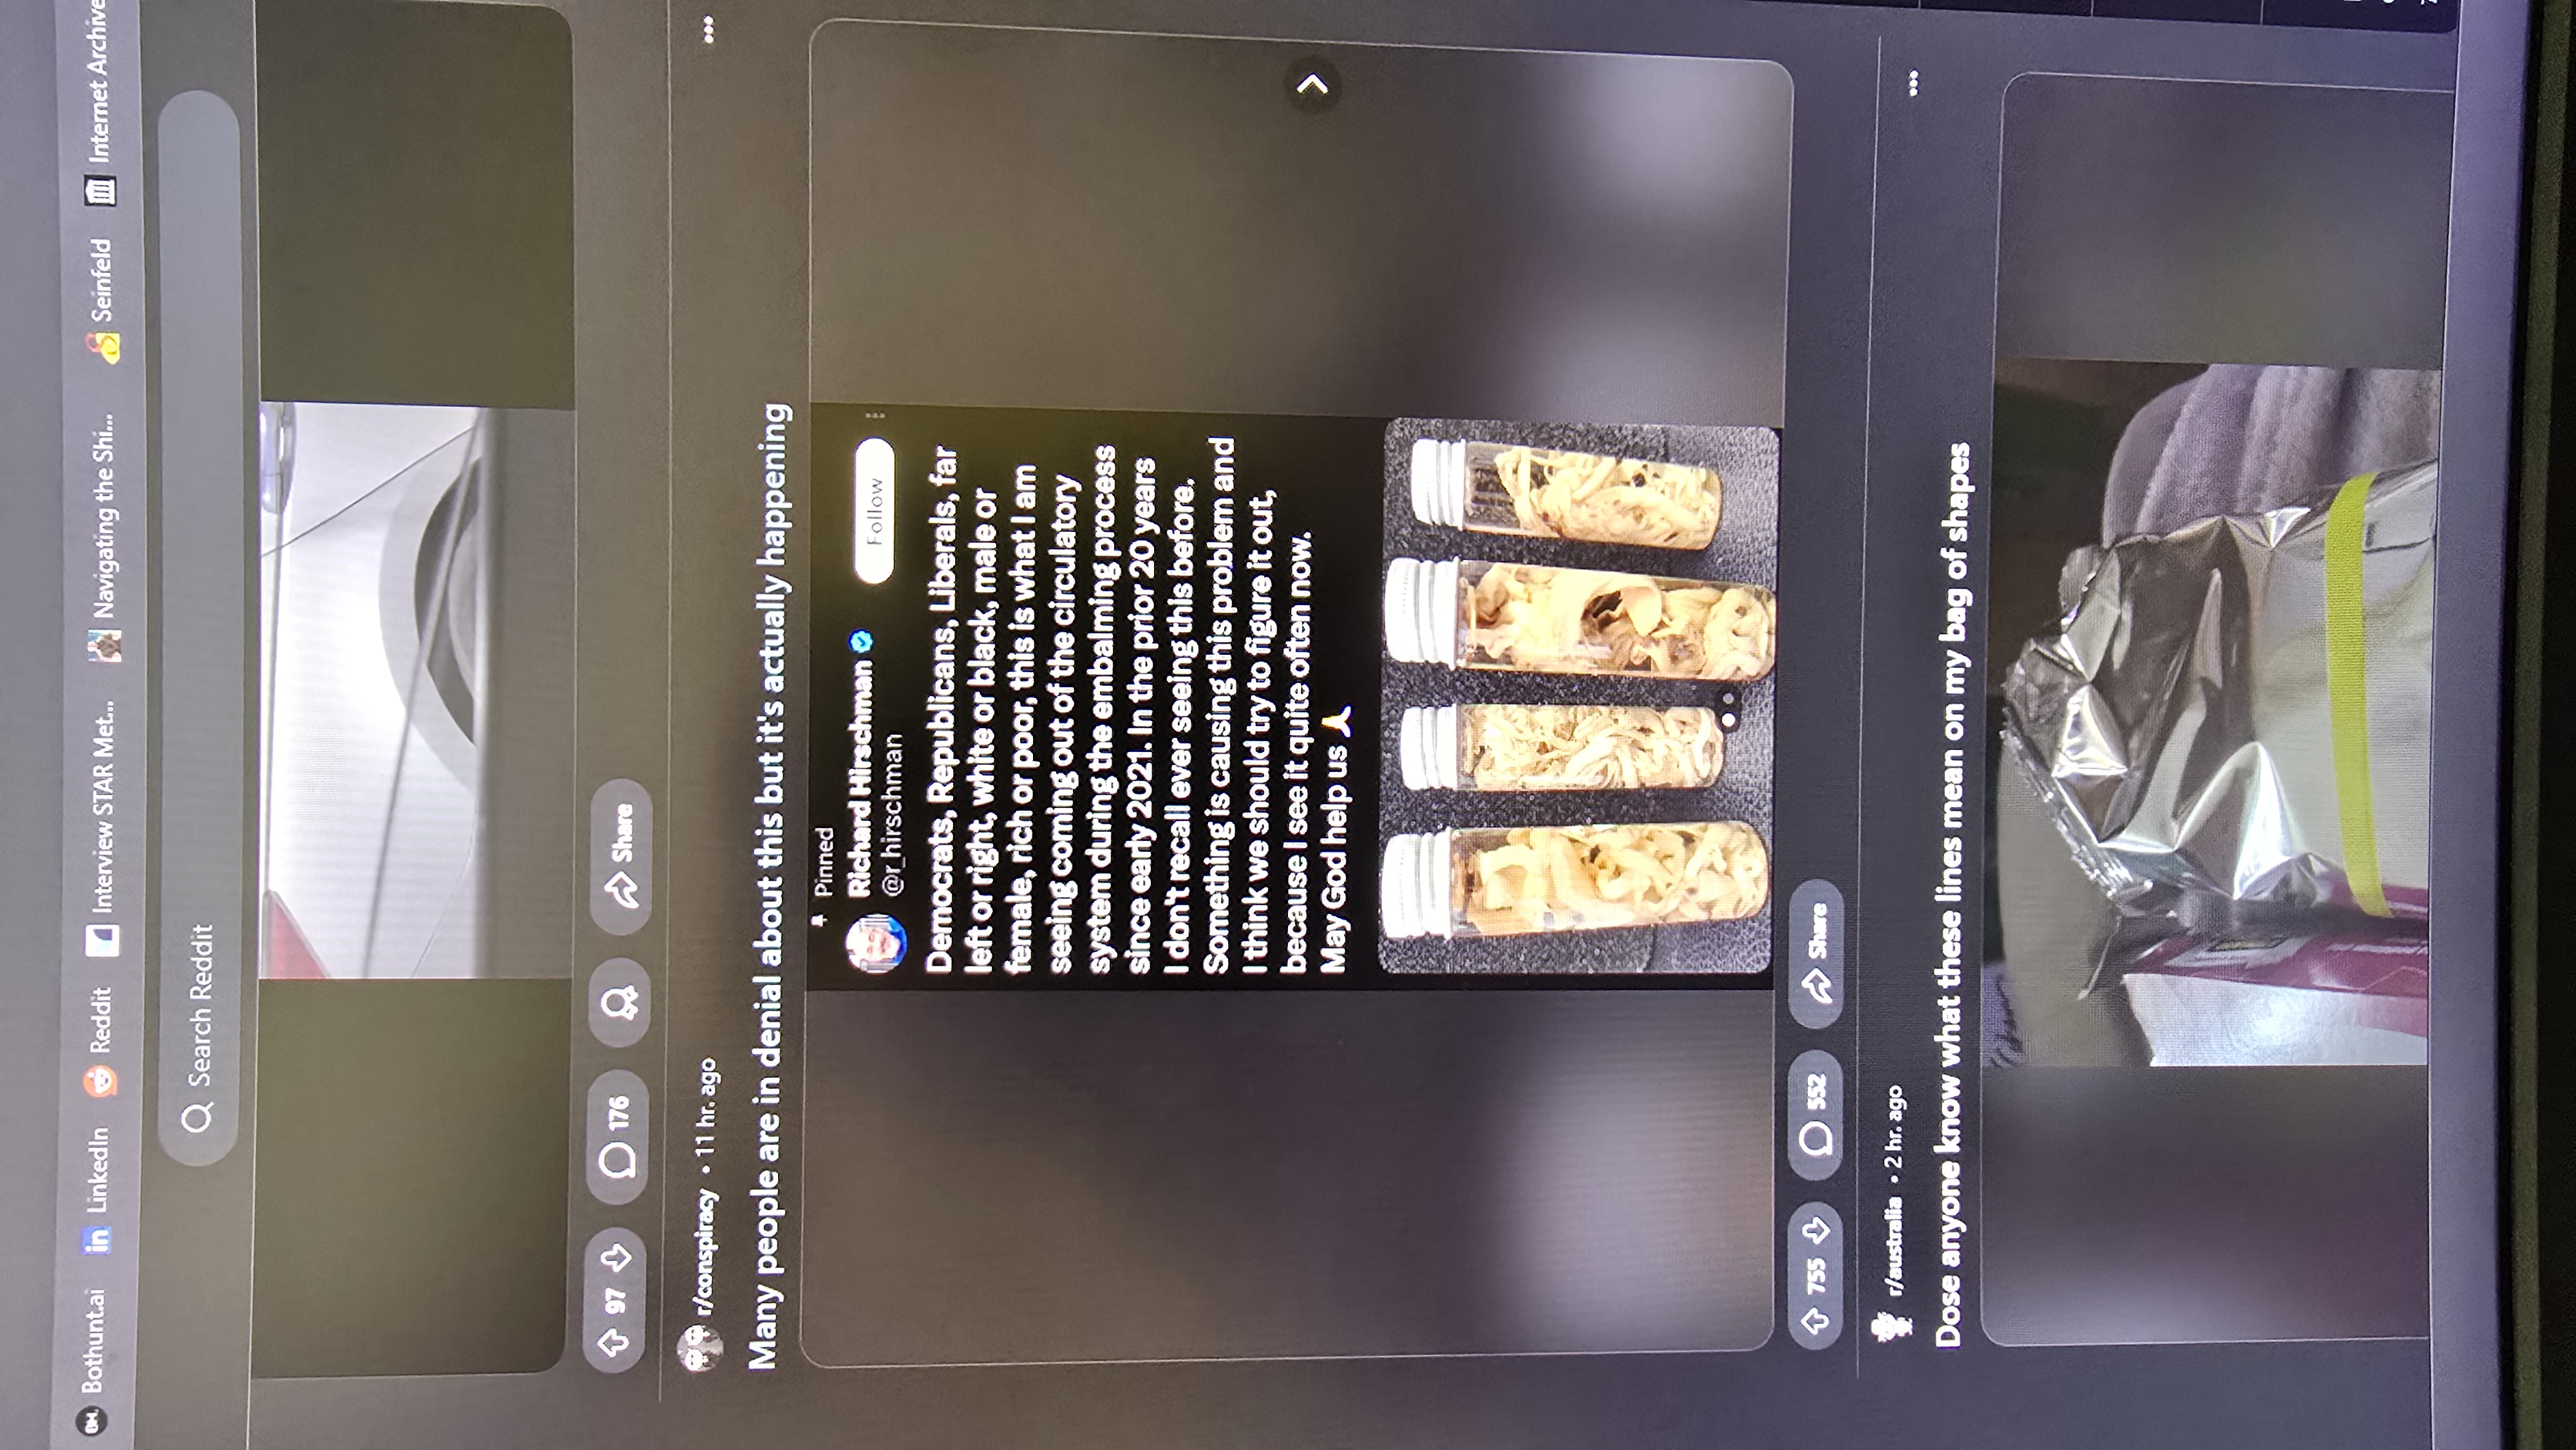 BH. Bothunt.ai in LinkedIn Reddit Interview STAR Met... Navigating the Shi... Seinfeld Internet Archive
Search Reddit
97 176 Share
r/conspiracy • 11 hr. ago
Many people are in denial about this but it's actually happening
Pinned
Richard Hirschman
Follow
@r_hirschman
Democrats, Republicans, Liberals, far
left or right, white or black, male or
female, rich or poor, this is what I am
seeing coming out of the circulatory
system during the embalming process
since early 2021. In the prior 20 years
I don't recall ever seeing this before.
Something is causing this problem and
I think we should try to figure it out,
because I see it quite often now.
May God help us 🙏
755 552 Share
r/australia • 2 hr. ago
Dose anyone know what these lines mean on my bag of shapes